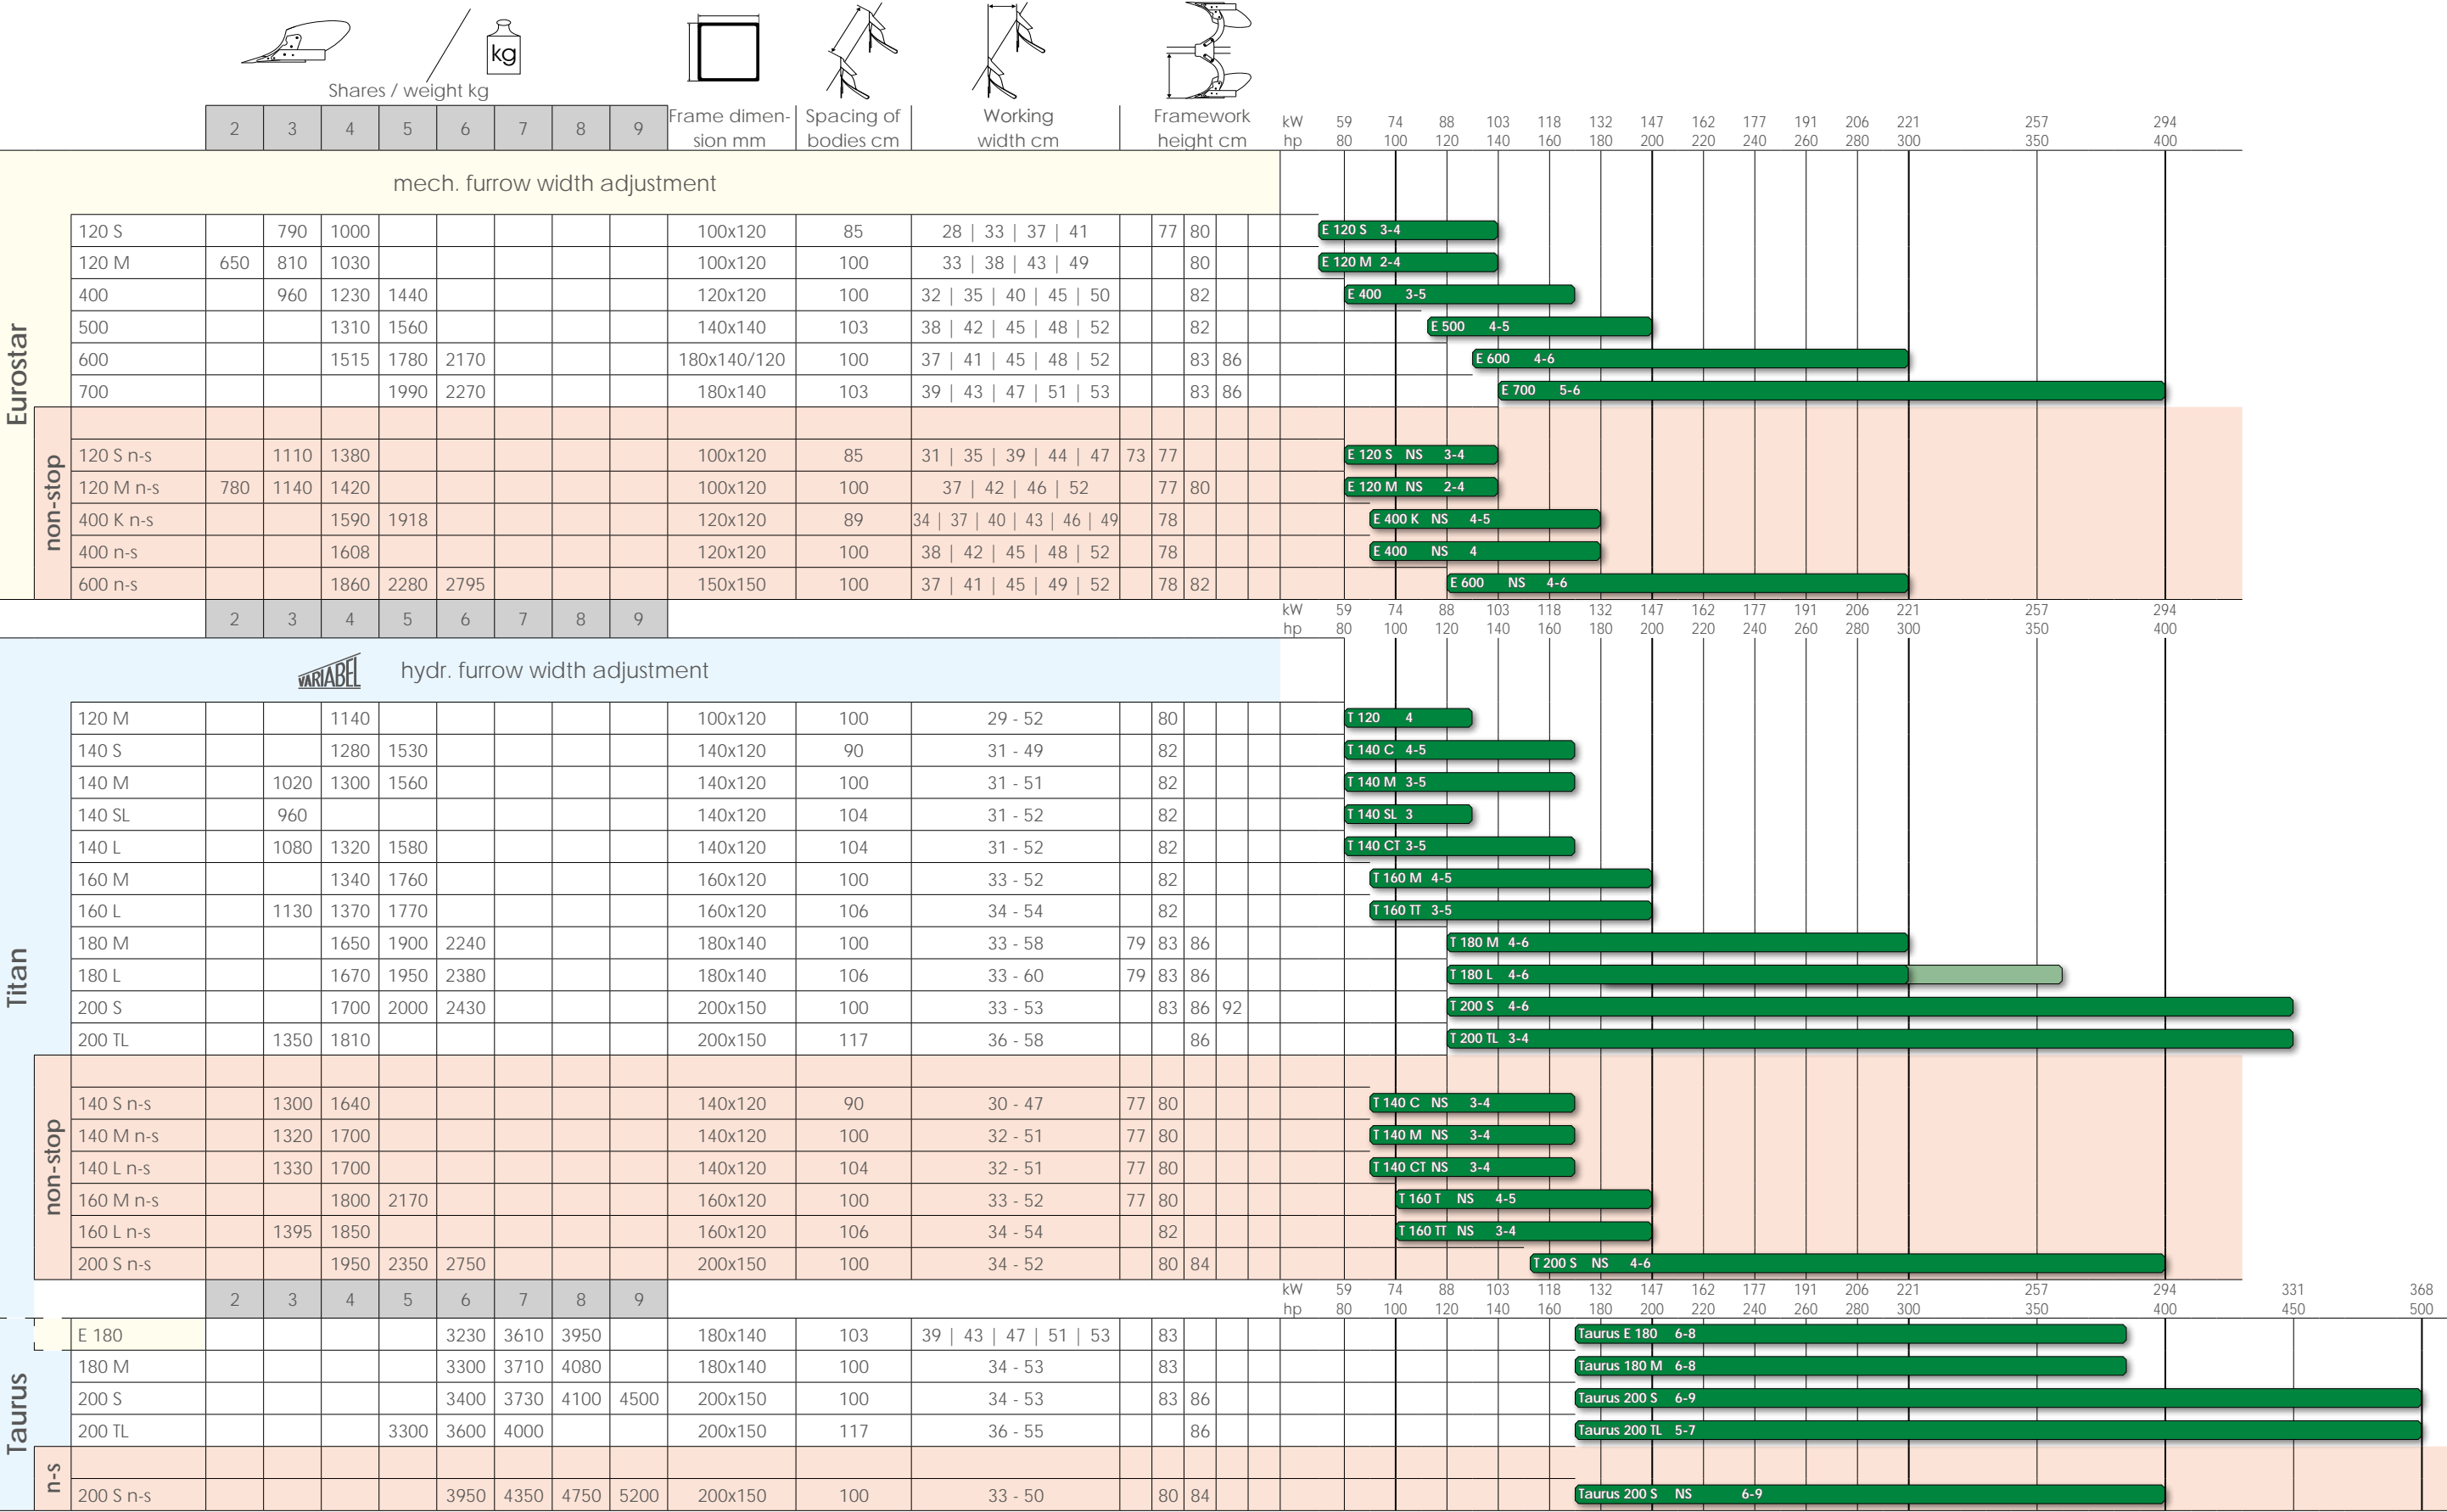 kg
Shares / weight kg
2 3 4 5 6 7 8 9 Frame dimen- Spacing of Working Framework kW 59 74 88 103 118 132 147 162 177 191 206 221 257 294
sion mm bodies cm width cm height cm hp 80 100 120 140 160 180 200 220 240 260 280 300 350 400
Eurostar
mech. furrow width adjustment
120 S 790 1000 100x120 85 28 | 33 | 37 | 41 77 80 E 120 S 3-4
120 M 650 810 1030 100x120 100 33 | 38 | 43 | 49 80 E 120 M 2-4
400 960 1230 1440 120x120 100 32 | 35 | 40 | 45 | 50 82 E 400 3-5
500 1310 1560 140x140 103 38 | 42 | 45 | 48 | 52 82 E 500 4-5
600 1515 1780 2170 180x140/120 100 37 | 41 | 45 | 48 | 52 83 86 E 600 4-6
700 1990 2270 180x140 103 39 | 43 | 47 | 51 | 53 83 86 E 700 5-6
non-stop
120 S n-s 1110 1380 100x120 85 31 | 35 | 39 | 44 | 47 73 77 E 120 S NS 3-4
120 M n-s 780 1140 1420 100x120 100 37 | 42 | 46 | 52 77 80 E 120 M NS 2-4
400 K n-s 1590 1918 120x120 89 34 | 37 | 40 | 43 | 46 | 49 78 E 400 K NS 4-5
400 n-s 1608 120x120 100 38 | 42 | 45 | 48 | 52 78 E 400 NS 4
600 n-s 1860 2280 2795 150x150 100 37 | 41 | 45 | 49 | 52 78 82 E 600 NS 4-6
2 3 4 5 6 7 8 9 kW 59 74 88 103 118 132 147 162 177 191 206 221 257 294
hp 80 100 120 140 160 180 200 220 240 260 280 300 350 400
Titan
VARIABEL hydr. furrow width adjustment
120 M 1140 100x120 100 29 - 52 80 T 120 4
140 S 1280 1530 140x120 90 31 - 49 82 T 140 C 4-5
140 M 1020 1300 1560 140x120 100 31 - 51 82 T 140 M 3-5
140 SL 960 140x120 104 31 - 52 82 T 140 SL 3
140 L 1080 1320 1580 140x120 104 31 - 52 82 T 140 CT 3-5
160 M 1340 1760 160x120 100 33 - 52 82 T 160 M 4-5
160 L 1130 1370 1770 160x120 106 34 - 54 82 T 160 TT 3-5
180 M 1650 1900 2240 180x140 100 33 - 58 79 83 86 T 180 M 4-6
180 L 1670 1950 2380 180x140 106 33 - 60 79 83 86 T 180 L 4-6
200 S 1700 2000 2430 200x150 100 33 - 53 83 86 92 T 200 S 4-6
200 TL 1350 1810 200x150 117 36 - 58 86 T 200 TL 3-4
non-stop
140 S n-s 1300 1640 140x120 90 30 - 47 77 80 T 140 C NS 3-4
140 M n-s 1320 1700 140x120 100 32 - 51 77 80 T 140 M NS 3-4
140 L n-s 1330 1700 140x120 104 32 - 51 77 80 T 140 CT NS 3-4
160 M n-s 1800 2170 160x120 100 33 - 52 77 80 T 160 T NS 4-5
160 L n-s 1395 1850 160x120 106 34 - 54 82 T 160 TT NS 3-4
200 S n-s 1950 2350 2750 200x150 100 34 - 52 80 84 T 200 S NS 4-6
2 3 4 5 6 7 8 9 kW 59 74 88 103 118 132 147 162 177 191 206 221 257 294 331 368
hp 80 100 120 140 160 180 200 220 240 260 280 300 350 400 450 500
Taurus
E 180 3230 3610 3950 180x140 103 39 | 43 | 47 | 51 | 53 83 Taurus E 180 6-8
180 M 3300 3710 4080 180x140 100 34 - 53 83 Taurus 180 M 6-8
200 S 3400 3730 4100 4500 200x150 100 34 - 53 83 86 Taurus 200 S 6-9
200 TL 3300 3600 4000 200x150 117 36 - 55 86 Taurus 200 TL 5-7
n-s
200 S n-s 3950 4350 4750 5200 200x150 100 33 - 50 80 84 Taurus 200 S NS 6-9